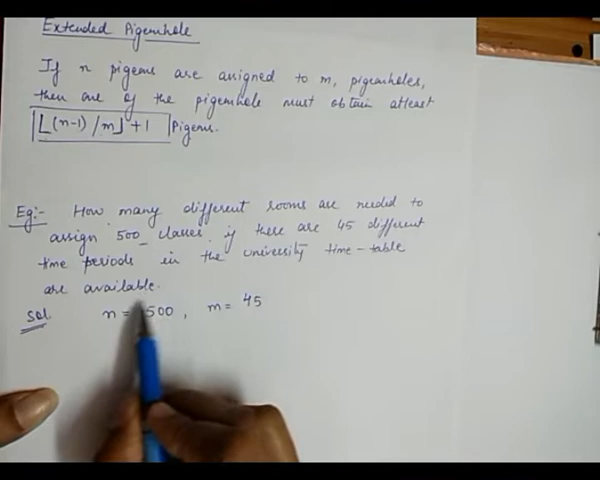 Extended Pigeonhole
If n pigeons are assigned to m, pigeonholes,
then one of the pigeonhole must obtain atleast
⌊(n-1)/m⌋+1 Pigeons.
Eg:- How many different rooms are needed to
assign 500 classes, if there are 45 different
time periods in the university time-table
are available.
Sol. n = 500, m = 45